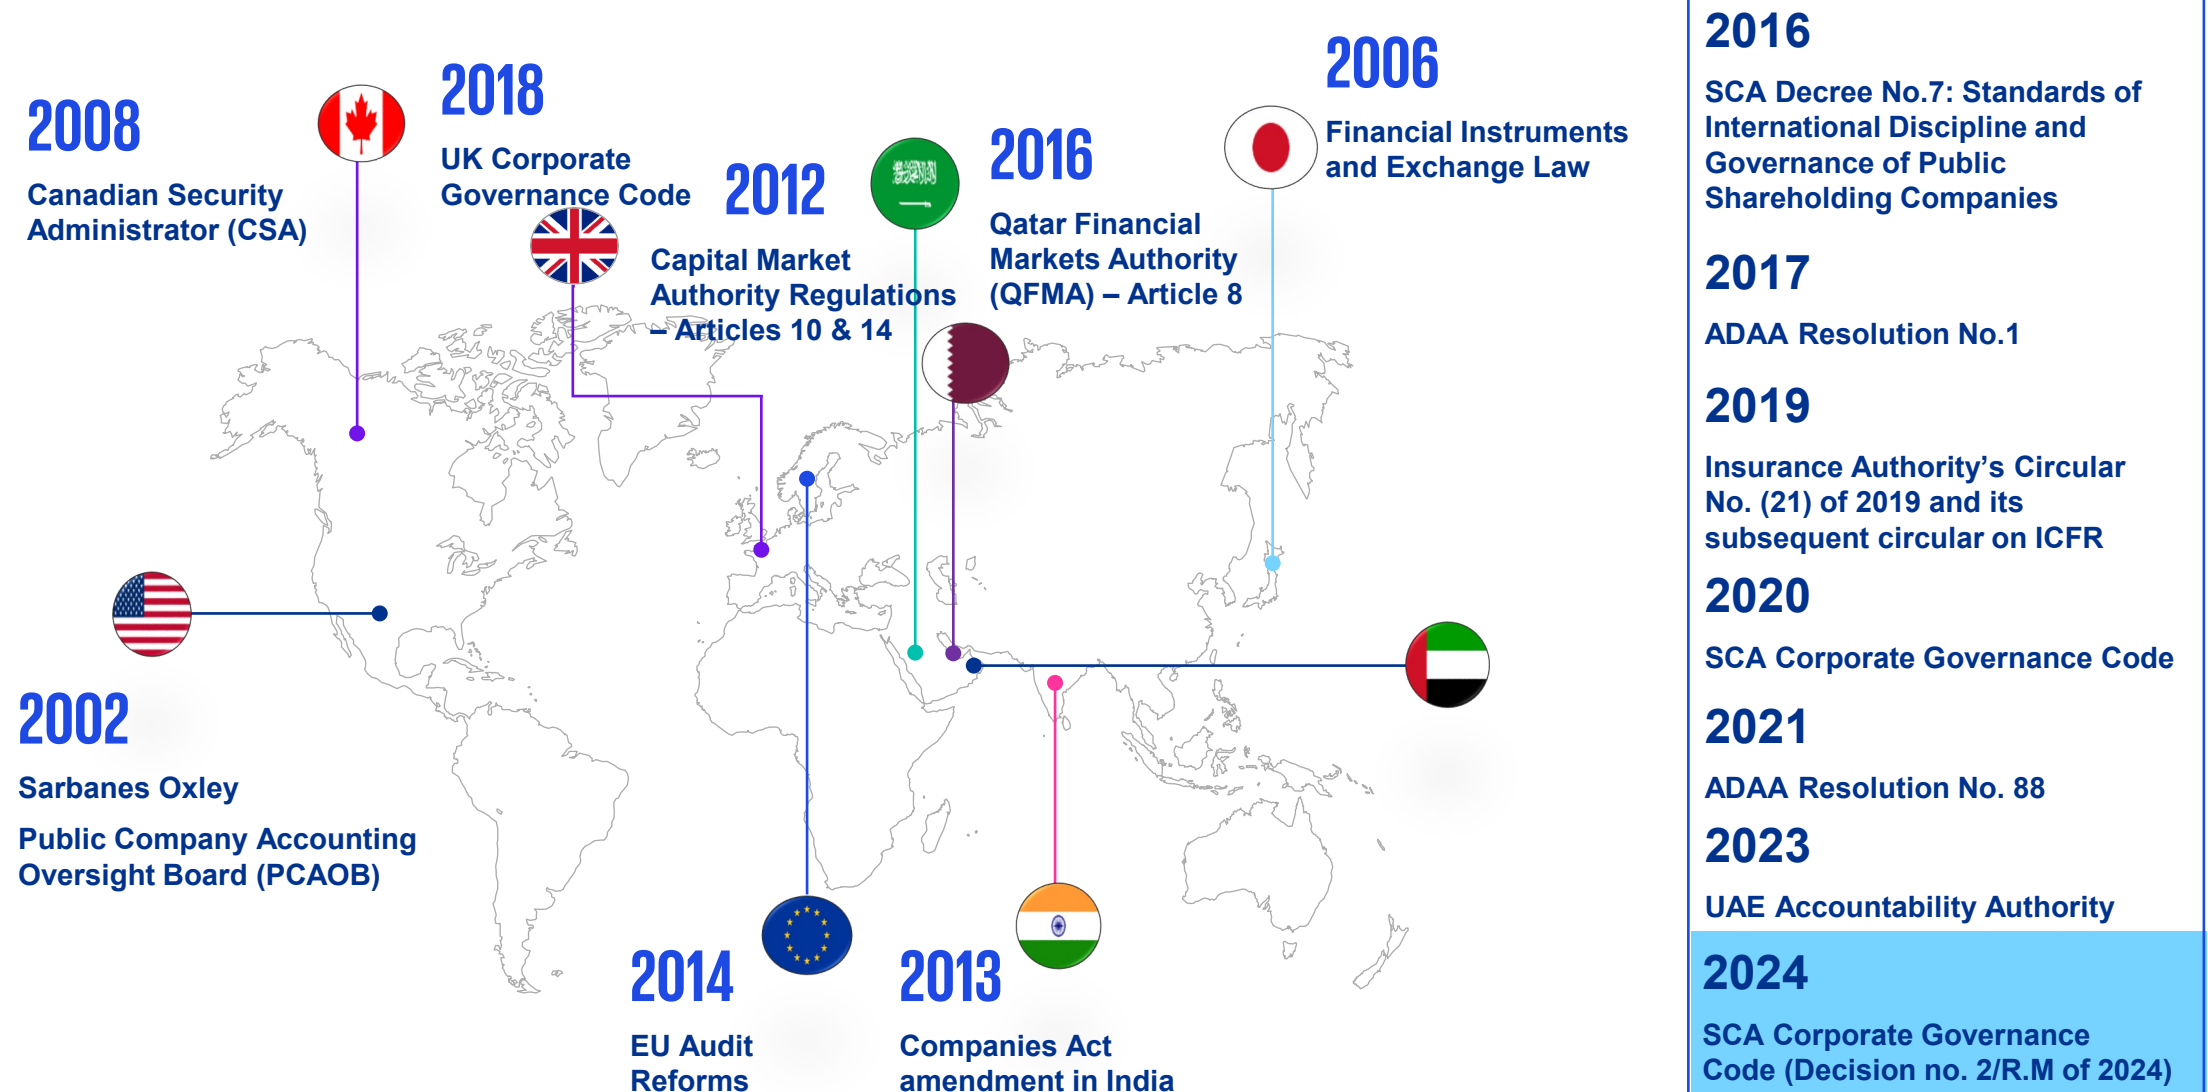 2008
Canadian Security
Administrator (CSA)
2018
UK Corporate
Governance Code
2012
Capital Market
Authority Regulations
– Articles 10 & 14
2016
Qatar Financial
Markets Authority
(QFMA) – Article 8
2006
Financial Instruments
and Exchange Law
2002
Sarbanes Oxley
Public Company Accounting
Oversight Board (PCAOB)
2014
EU Audit
Reforms
2013
Companies Act
amendment in India
2016
SCA Decree No.7: Standards of
International Discipline and
Governance of Public
Shareholding Companies
2017
ADAA Resolution No.1
2019
Insurance Authority’s Circular
No. (21) of 2019 and its
subsequent circular on ICFR
2020
SCA Corporate Governance Code
2021
ADAA Resolution No. 88
2023
UAE Accountability Authority
2024
SCA Corporate Governance
Code (Decision no. 2/R.M of 2024)